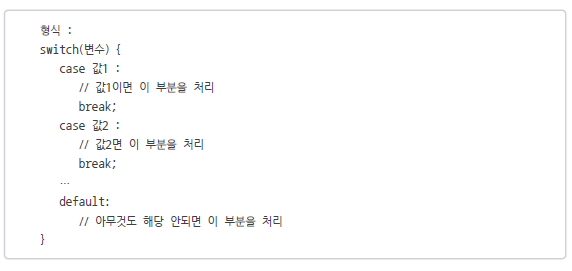 형식 :
switch(변수) {
case 값1 :
// 값1이면 이 부분을 처리
break;
case 값2 :
// 값2면 이 부분을 처리
break;
…
default:
// 아무것도 해당 안되면 이 부분을 처리
}